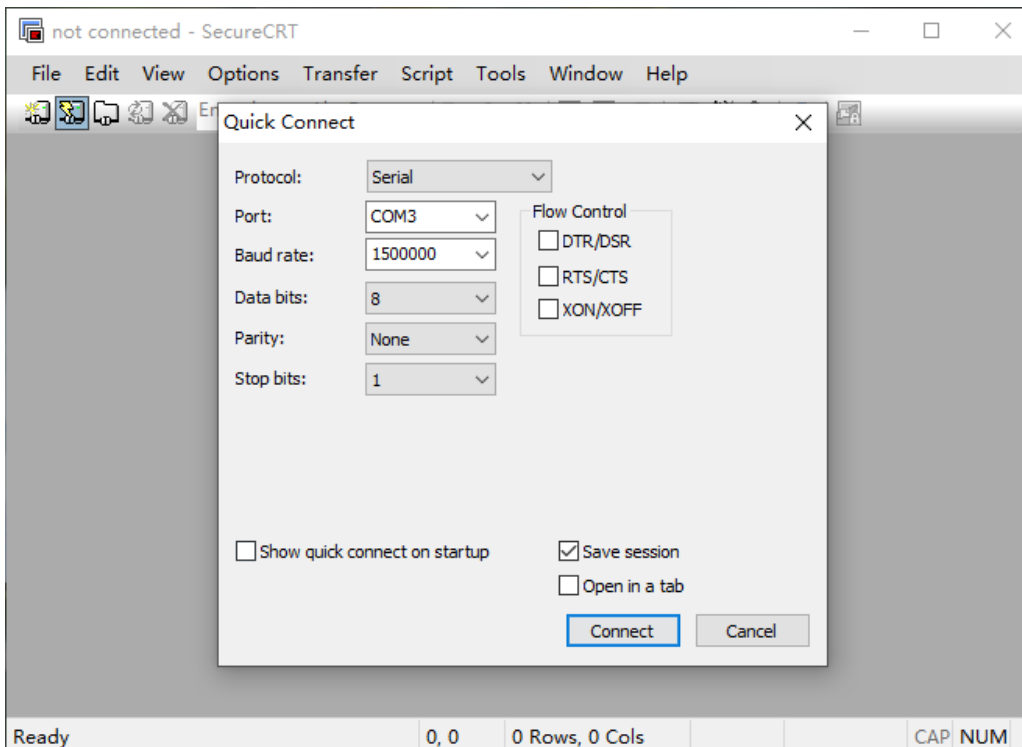 not connected - SecureCRT
File Edit View Options Transfer Script Tools Window Help
Quick Connect
Protocol: Serial
Port: COM3
Flow Control
DTR/DSR
Baud rate: 1500000
RTS/CTS
Data bits: 8
XON/XOFF
Parity: None
Stop bits: 1
Show quick connect on startup
Save session
Open in a tab
Connect Cancel
Ready 0, 0 0 Rows, 0 Cols CAP NUM